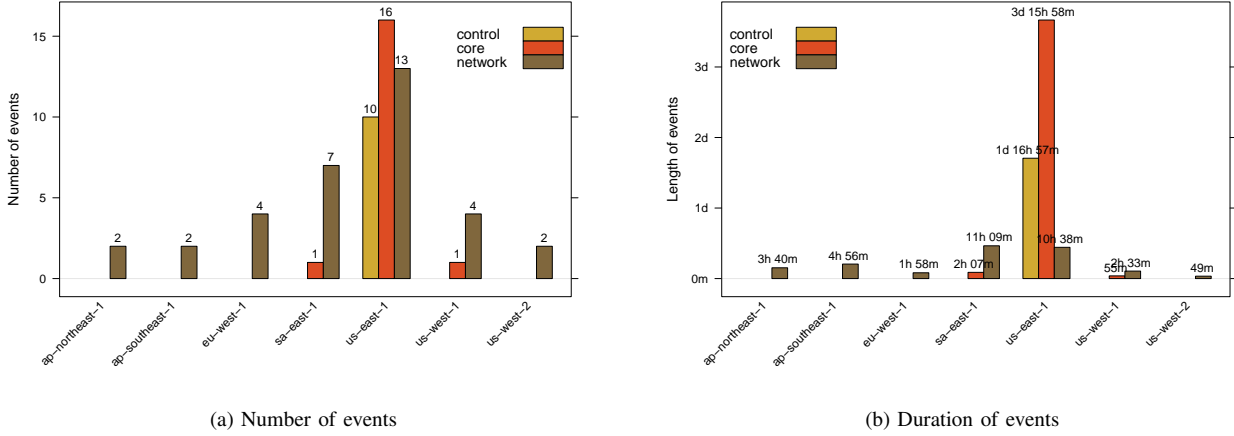 Number of events
15
10
5
0
control
core
network
2
2
4
1
7
10
16
13
1
4
2
ap-northeast-1
ap-southeast-1
eu-west-1
sa-east-1
us-east-1
us-west-1
us-west-2
(a) Number of events
Length of events
3d
2d
1d
0m
control
core
network
3h 40m
4h 56m
1h 58m
2h 07m
11h 09m
1d 16h 57m
3d 15h 58m
10h 38m
55m
2h 33m
49m
ap-northeast-1
ap-southeast-1
eu-west-1
sa-east-1
us-east-1
us-west-1
us-west-2
(b) Duration of events